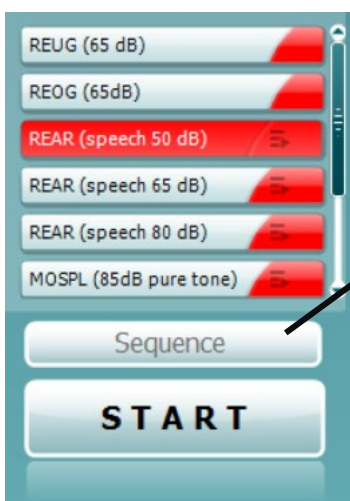 REUG (65 dB)
REOG (65dB)
REAR (speech 50 dB)
REAR (speech 65 dB)
REAR (speech 80 dB)
MOSPL (85dB pure tone)
Sequence
START